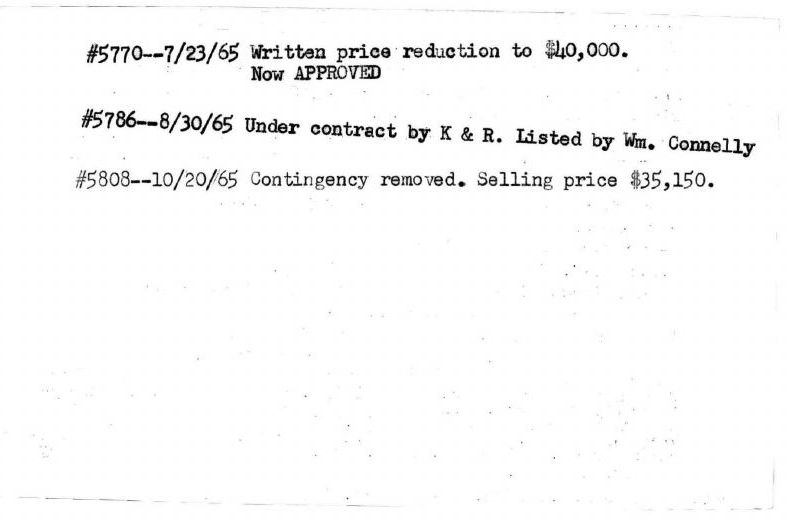 #5770--7/23/65 Written price reduction to $40,000.
Now APPROVED
#5786--8/30/65 Under contract by K & R. Listed by Wm. Connelly
#5808--10/20/65 Contingency removed. Selling price $35,150.